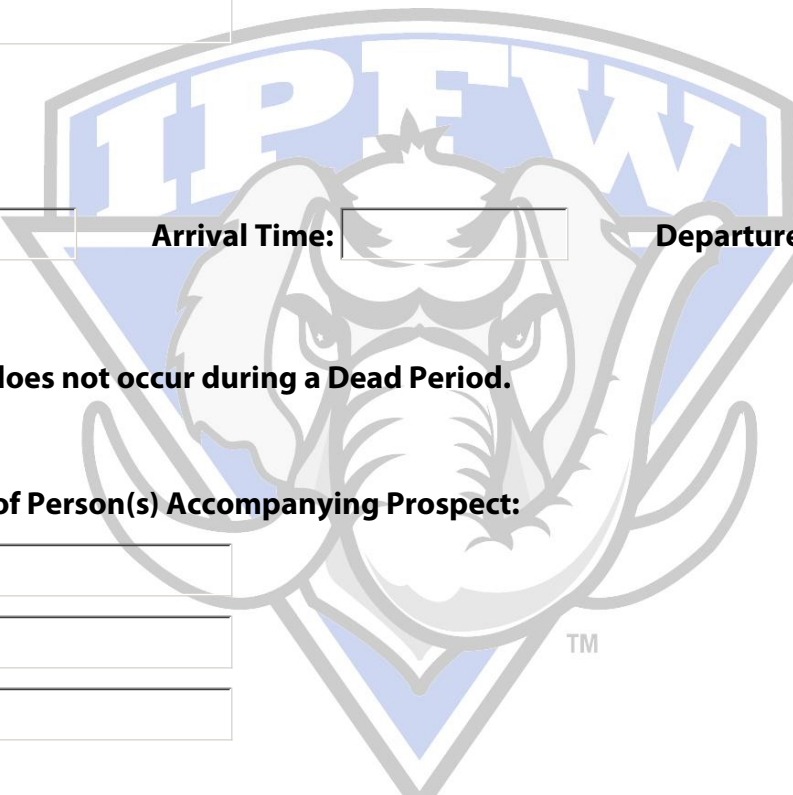 IPFW
Arrival Time: Departure
does not occur during a Dead Period.
of Person(s) Accompanying Prospect:
TM